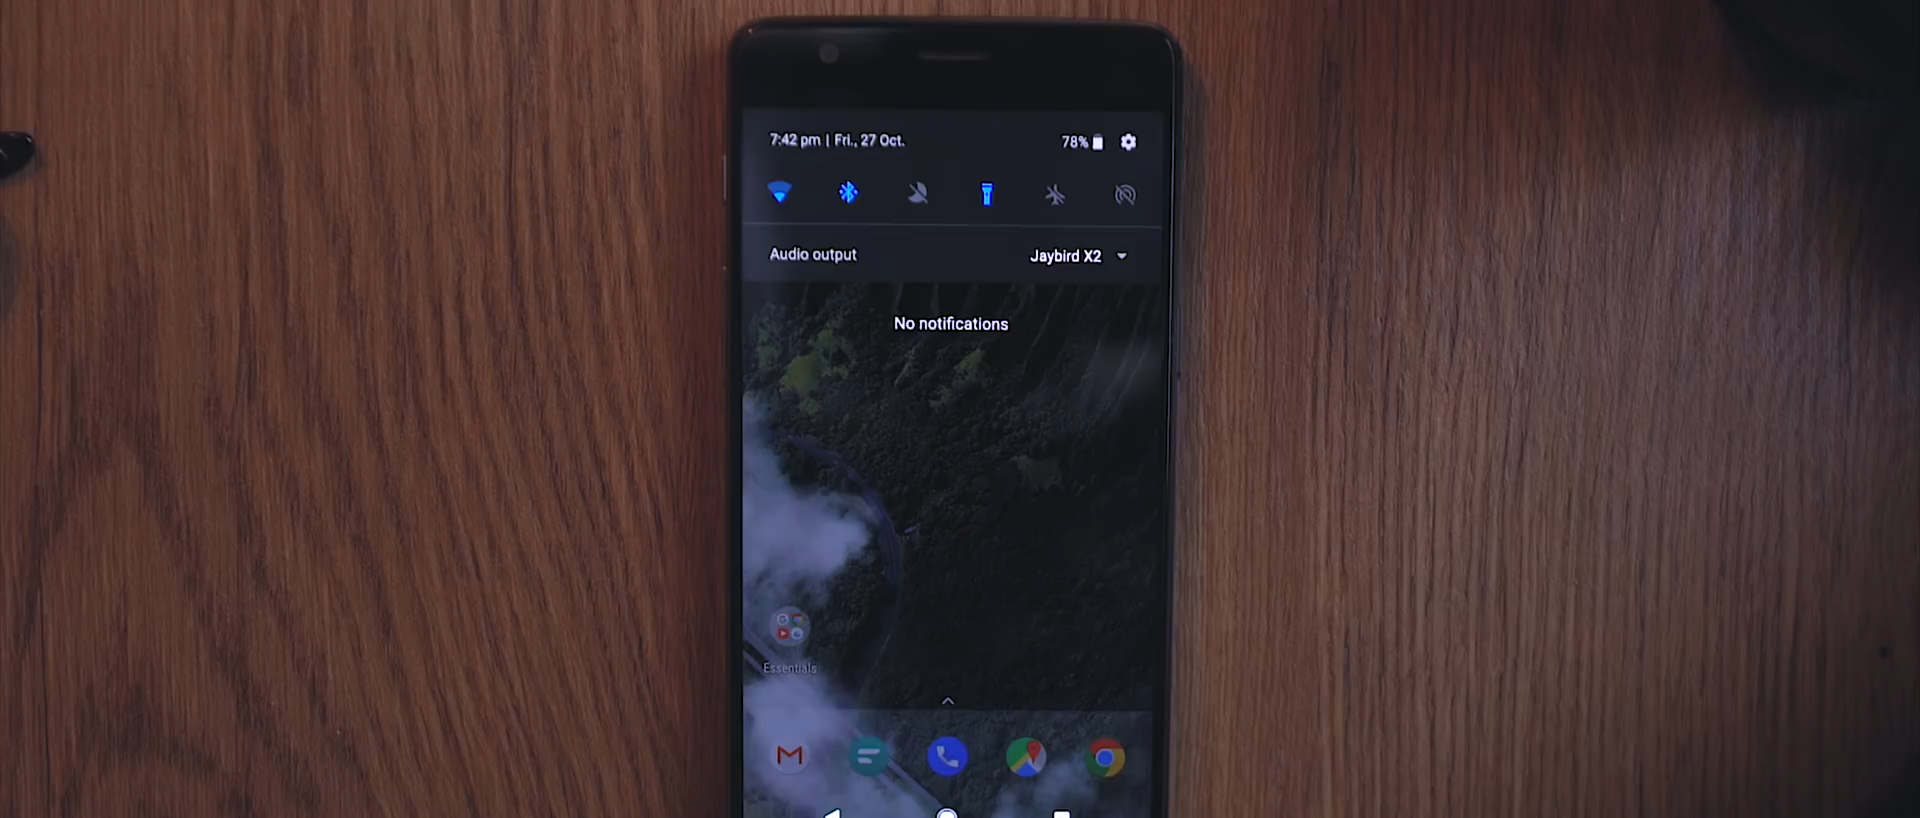 7:42 pm | Fri., 27 Oct. 78%
Audio output Jaybird X2
No notifications
Essentials